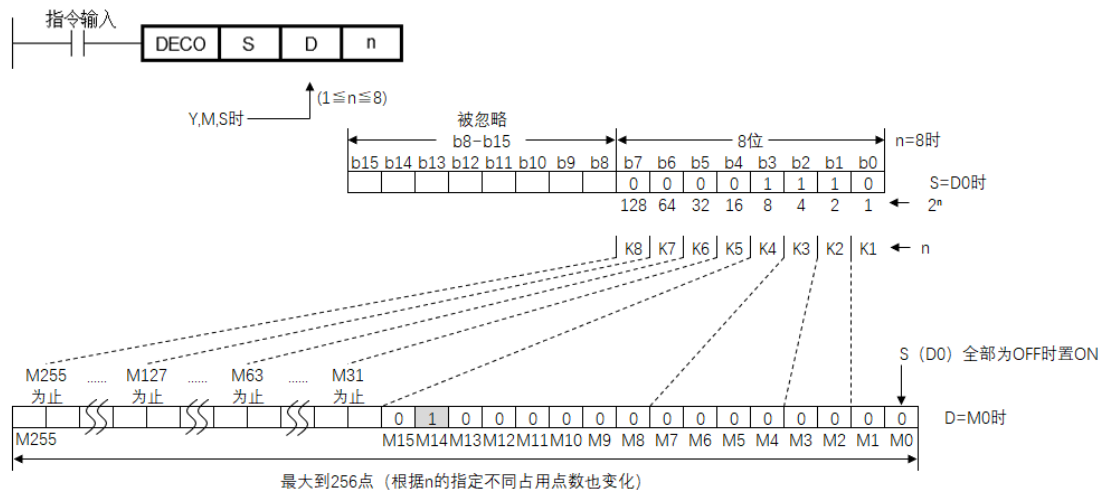 指令输入
DECO S D n
(1≦n≦8)
Y,M,S时
被忽略
b8-b15
8位
n=8时
b15 b14 b13 b12 b11 b10 b9 b8 b7 b6 b5 b4 b3 b2 b1 b0
0 0 0 0 1 1 1 0
S=D0时
128 64 32 16 8 4 2 1
2ⁿ
K8 K7 K6 K5 K4 K3 K2 K1
n
S（D0）全部为OFF时置ON
M255 ...... M127 ...... M63 ...... M31
为止 为止 为止 为止
0 1 0 0 0 0 0 0 0 0 0 0 0 0 0 0
D=M0时
M255 M15 M14 M13 M12 M11 M10 M9 M8 M7 M6 M5 M4 M3 M2 M1 M0
最大到256点（根据n的指定不同占用点数也变化）